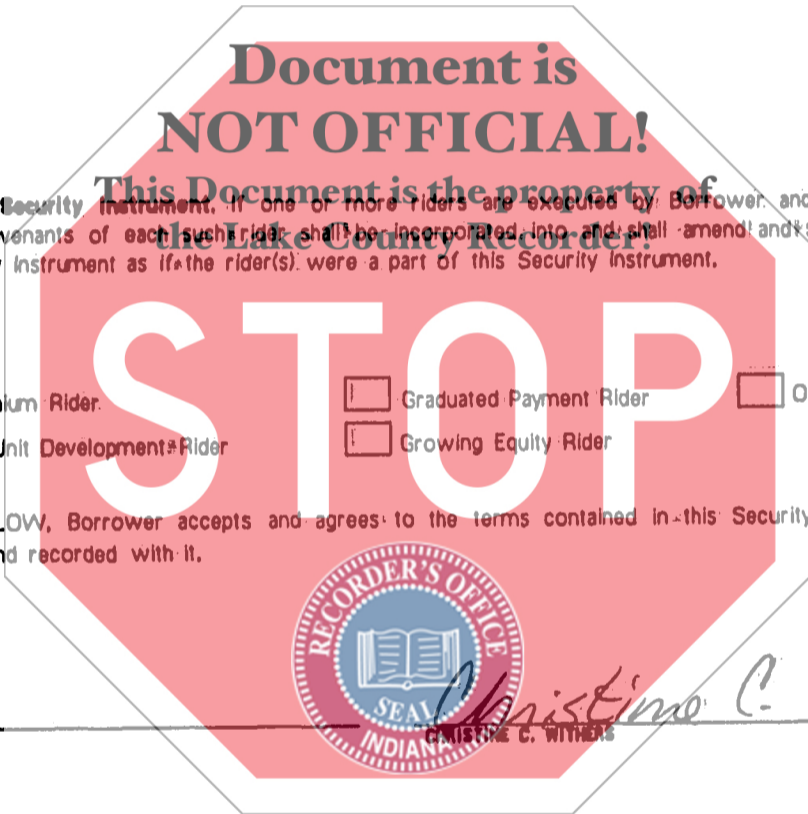 Document is
NOT OFFICIAL!
This Document is the property of
the Lake County Recorder!
Security Instrument. If one or more riders are executed by Borrower and
venants of each such rider shall be incorporated into and shall amend and s
Instrument as if the rider(s) were a part of this Security Instrument.
STOP
ium Rider
Graduated Payment Rider
O
nit Development Rider
Growing Equity Rider
OW, Borrower accepts and agrees to the terms contained in this Security
nd recorded with it.
RECORDER'S OFFICE
SEAL
INDIANA
Christine C.
CHRISTINE C. WITHERS